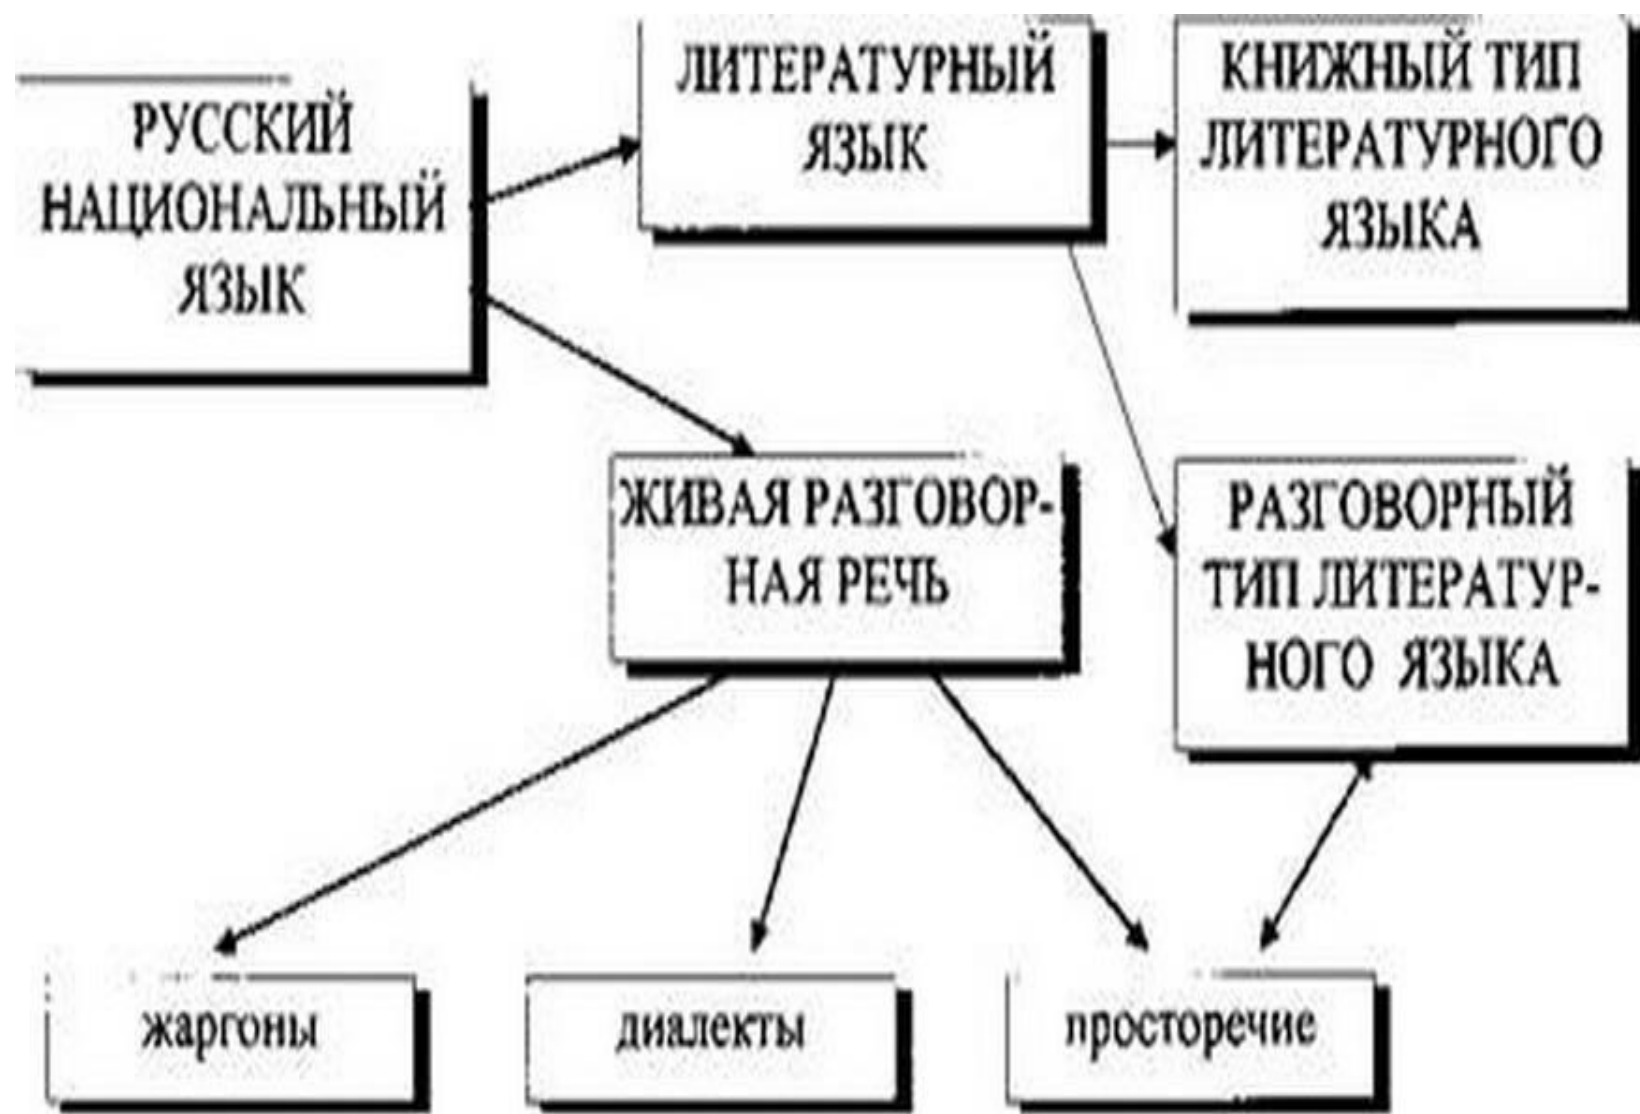 РУССКИЙ
НАЦИОНАЛЬНЫЙ
ЯЗЫК
ЛИТЕРАТУРНЫЙ
ЯЗЫК
КНИЖНЫЙ ТИП
ЛИТЕРАТУРНОГО
ЯЗЫКА
ЖИВАЯ РАЗГОВОР-
НАЯ РЕЧЬ
РАЗГОВОРНЫЙ
ТИП ЛИТЕРАТУР-
НОГО ЯЗЫКА
жаргоны
диалекты
просторечие